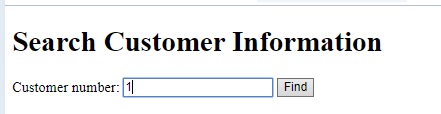 Search Customer Information
Customer number: 1 Find